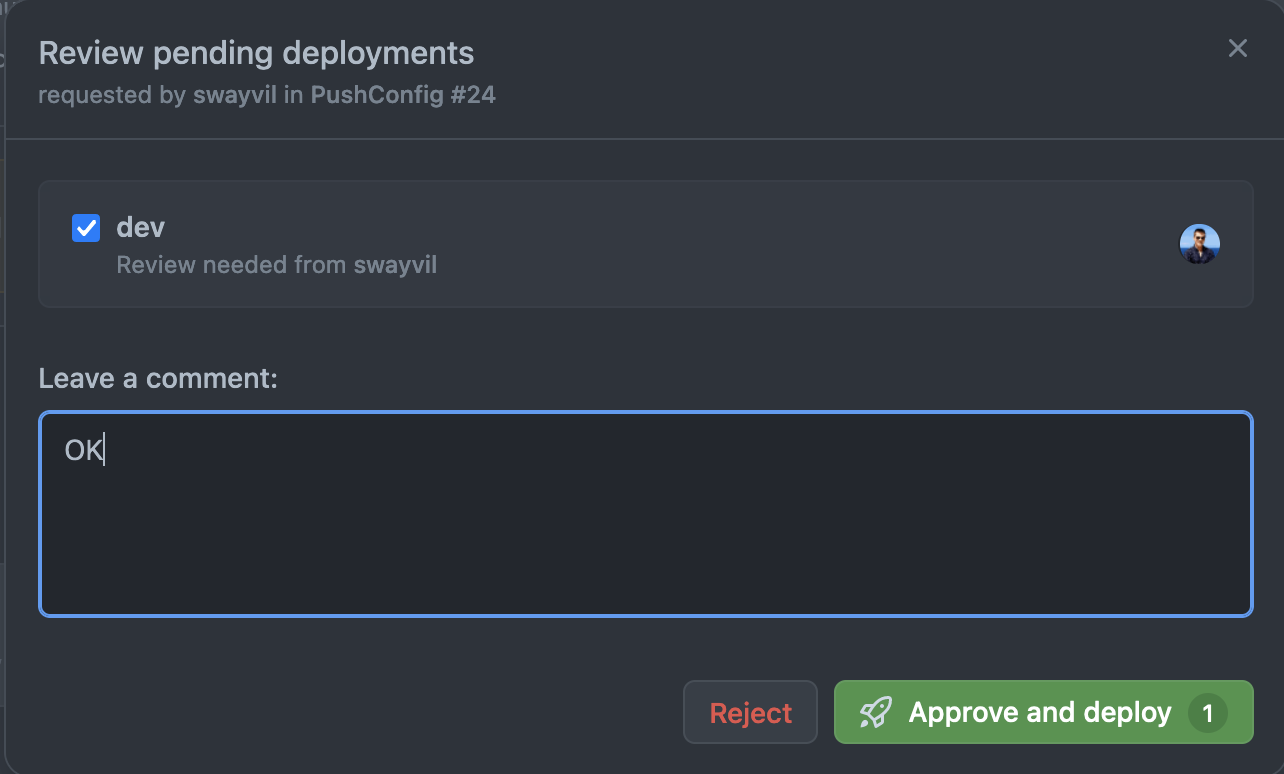 Review pending deployments
requested by swayvil in PushConfig #24
dev
Review needed from swayvil
Leave a comment:
OK
Reject
Approve and deploy 1